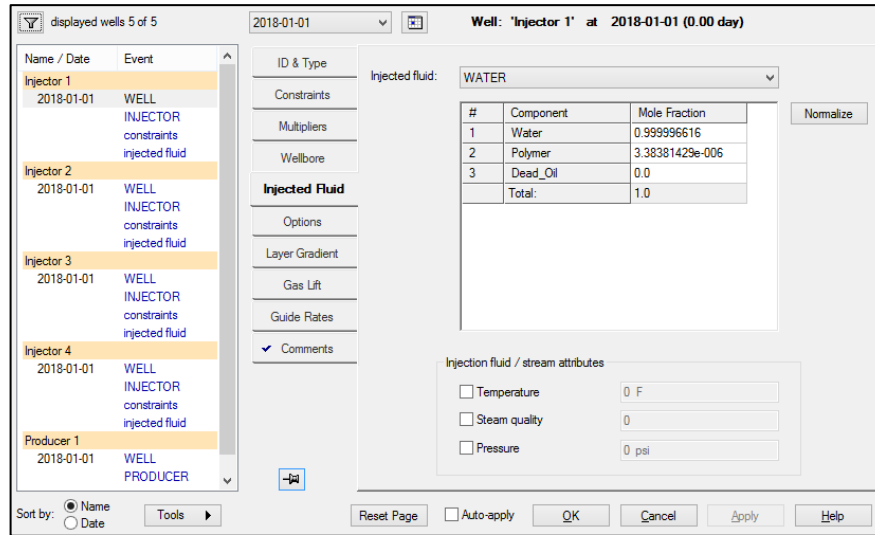 displayed wells 5 of 5
2018-01-01
Well: 'Injector 1' at 2018-01-01 (0.00 day)
Name / Date Event
Injector 1
2018-01-01 WELL
INJECTOR
constraints
injected fluid
Injector 2
2018-01-01 WELL
INJECTOR
constraints
injected fluid
Injector 3
2018-01-01 WELL
INJECTOR
constraints
injected fluid
Injector 4
2018-01-01 WELL
INJECTOR
constraints
injected fluid
Producer 1
2018-01-01 WELL
PRODUCER
Sort by: Name
Date
Tools
ID & Type
Constraints
Multipliers
Wellbore
Injected Fluid
Options
Layer Gradient
Gas Lift
Guide Rates
Comments
Injected fluid: WATER
# Component Mole Fraction
1 Water 0.999996616
2 Polymer 3.38381429e-006
3 Dead_Oil 0.0
Total: 1.0
Normalize
Injection fluid / stream attributes
Temperature 0 F
Steam quality 0
Pressure 0 psi
Reset Page Auto-apply OK Cancel Apply Help